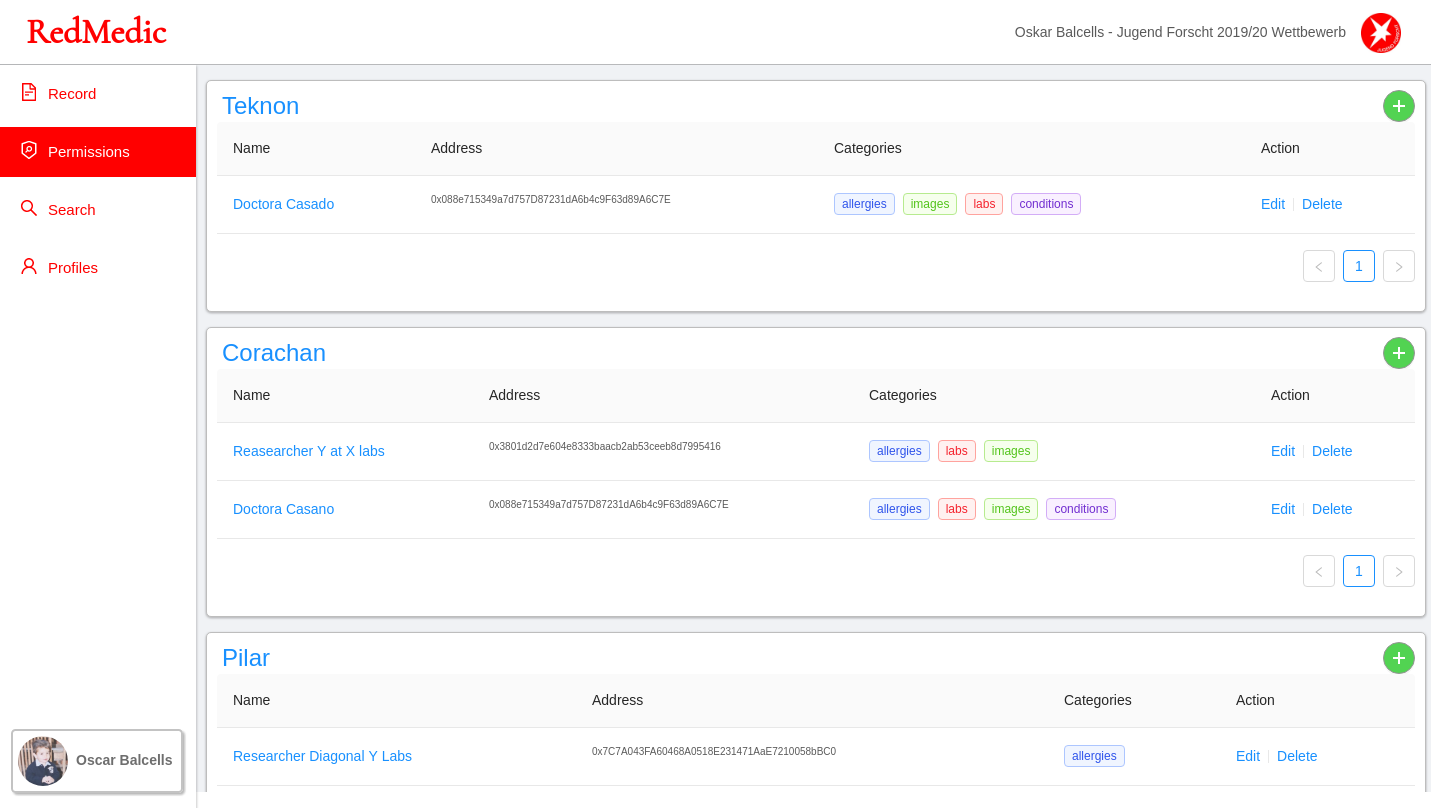 RedMedic
Oskar Balcells - Jugend Forscht 2019/20 Wettbewerb
Record
Permissions
Search
Profiles
Oscar Balcells
Teknon
Name Address Categories Action
Doctora Casado 0x088e715349a7d757D87231dA6b4c9F63d89A6C7E allergies images labs conditions Edit Delete
1
Corachan
Name Address Categories Action
Reasearcher Y at X labs 0x3801d2d7e604e8333baacb2ab53ceeb8d7995416 allergies labs images Edit Delete
Doctora Casano 0x088e715349a7d757D87231dA6b4c9F63d89A6C7E allergies labs images conditions Edit Delete
1
Pilar
Name Address Categories Action
Researcher Diagonal Y Labs 0x7C7A043FA60468A0518E231471AaE7210058bBC0 allergies Edit Delete